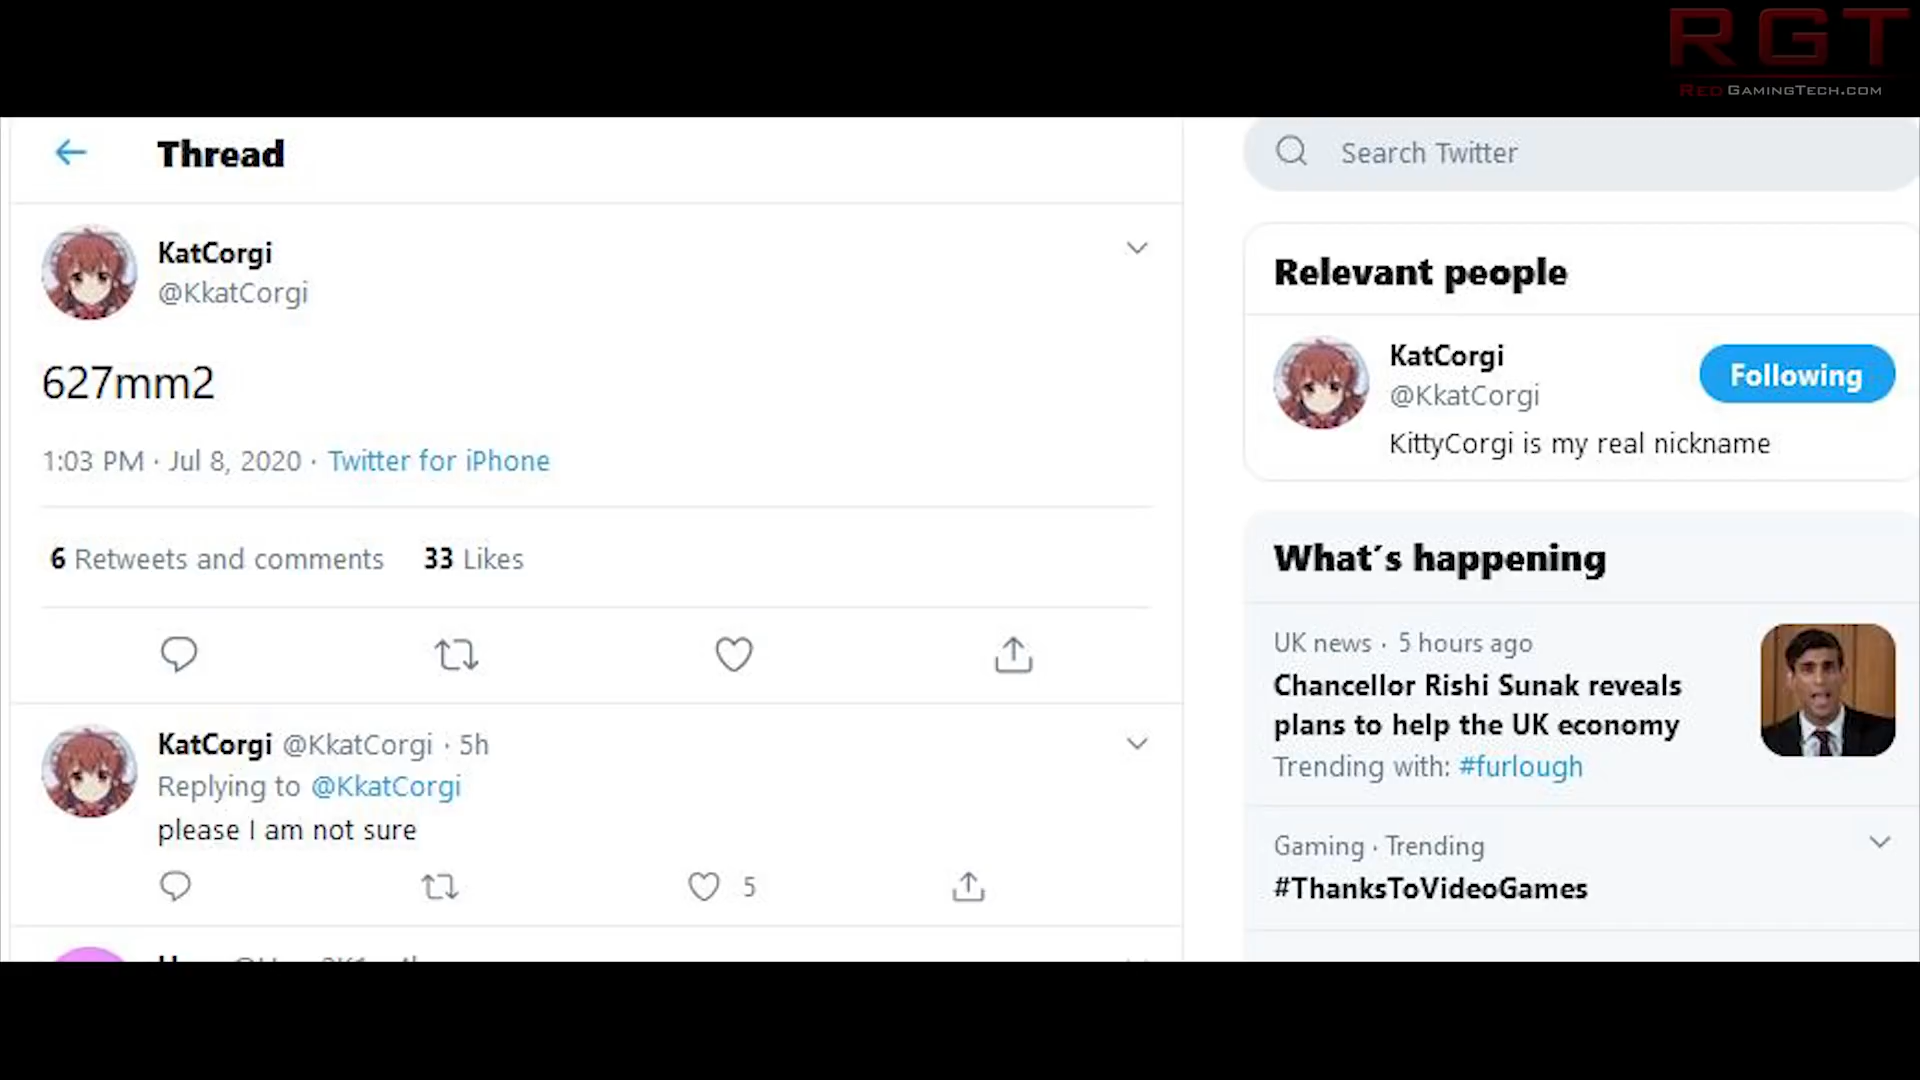 RGT
RedGamingTech.com
Thread
Search Twitter
KatCorgi
@KkatCorgi
627mm2
1:03 PM · Jul 8, 2020 · Twitter for iPhone
6 Retweets and comments 33 Likes
KatCorgi @KkatCorgi · 5h
Replying to @KkatCorgi
please I am not sure
5
Relevant people
KatCorgi
@KkatCorgi
Following
KittyCorgi is my real nickname
What's happening
UK news · 5 hours ago
Chancellor Rishi Sunak reveals
plans to help the UK economy
Trending with: #furlough
Gaming · Trending
#ThanksToVideoGames